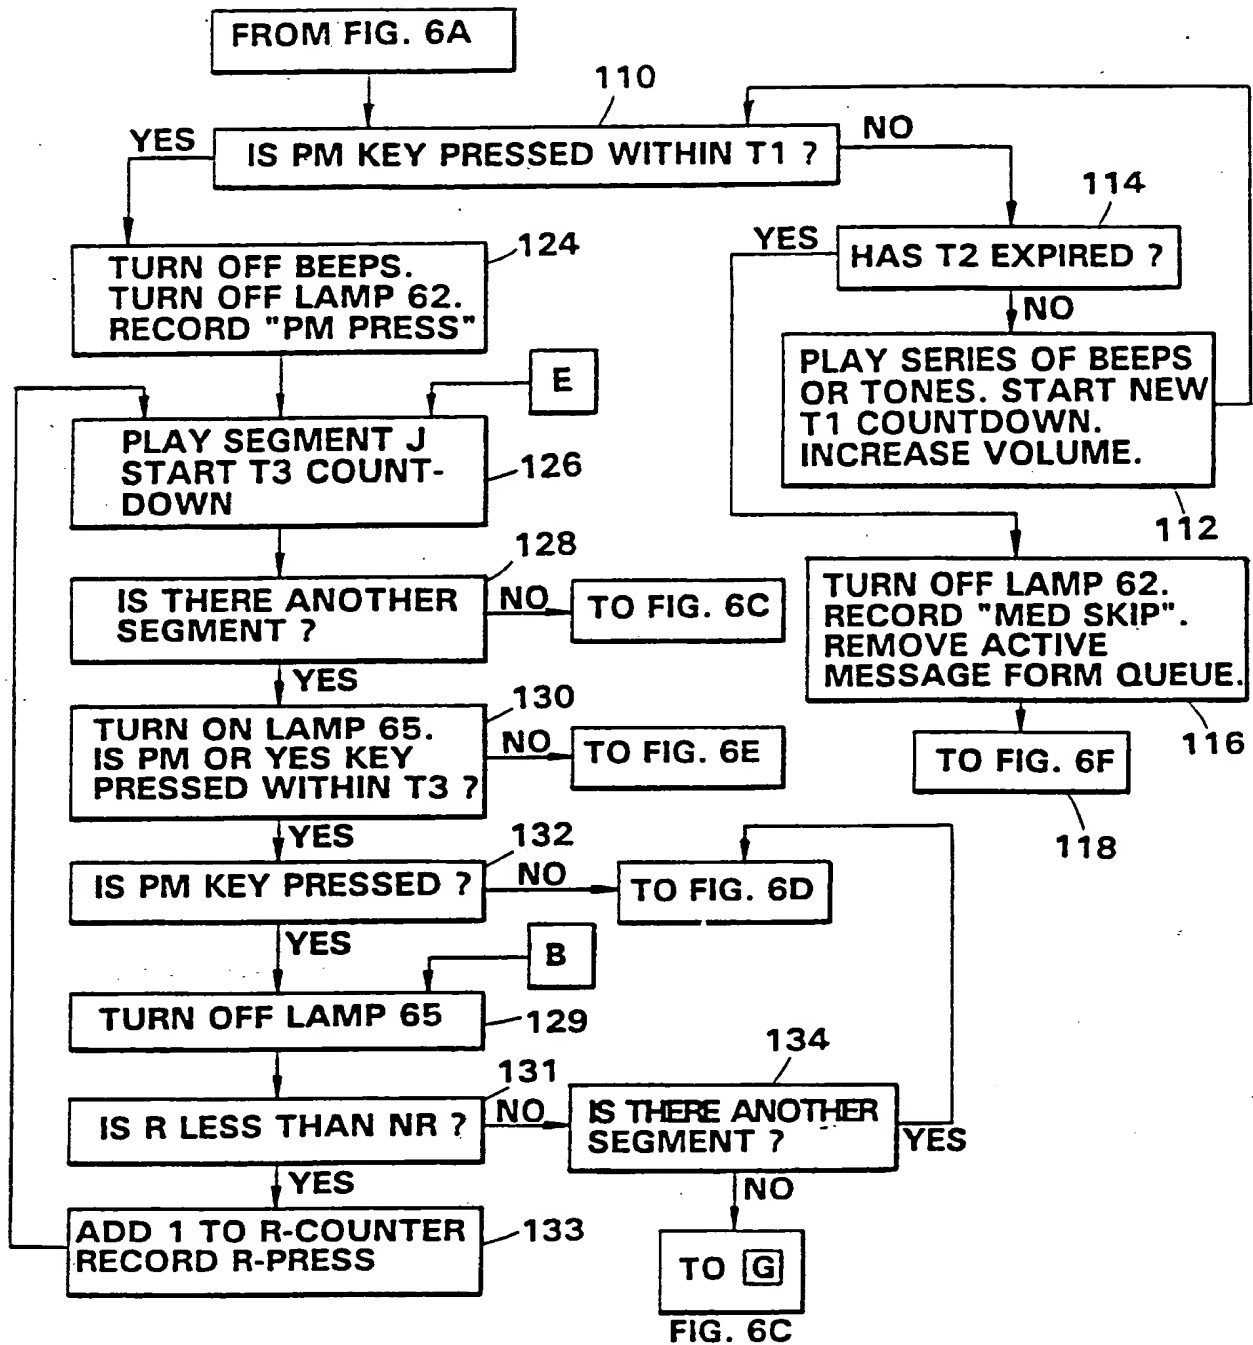 FROM FIG. 6A
110
YES
IS PM KEY PRESSED WITHIN T1 ?
NO
114
YES
HAS T2 EXPIRED ?
NO
124
TURN OFF BEEPS.
TURN OFF LAMP 62.
RECORD "PM PRESS"
PLAY SERIES OF BEEPS
OR TONES. START NEW
T1 COUNTDOWN.
INCREASE VOLUME.
112
E
PLAY SEGMENT J
START T3 COUNT-
DOWN
126
128
IS THERE ANOTHER
SEGMENT ?
NO
TO FIG. 6C
TURN OFF LAMP 62.
RECORD "MED SKIP".
REMOVE ACTIVE
MESSAGE FORM QUEUE.
116
YES
130
TURN ON LAMP 65.
IS PM OR YES KEY
PRESSED WITHIN T3 ?
NO
TO FIG. 6E
TO FIG. 6F
118
YES
132
IS PM KEY PRESSED ?
NO
TO FIG. 6D
YES
B
TURN OFF LAMP 65
129
131
134
IS R LESS THAN NR ?
NO
IS THERE ANOTHER
SEGMENT ?
YES
YES
NO
ADD 1 TO R-COUNTER
RECORD R-PRESS
133
TO G
FIG. 6C